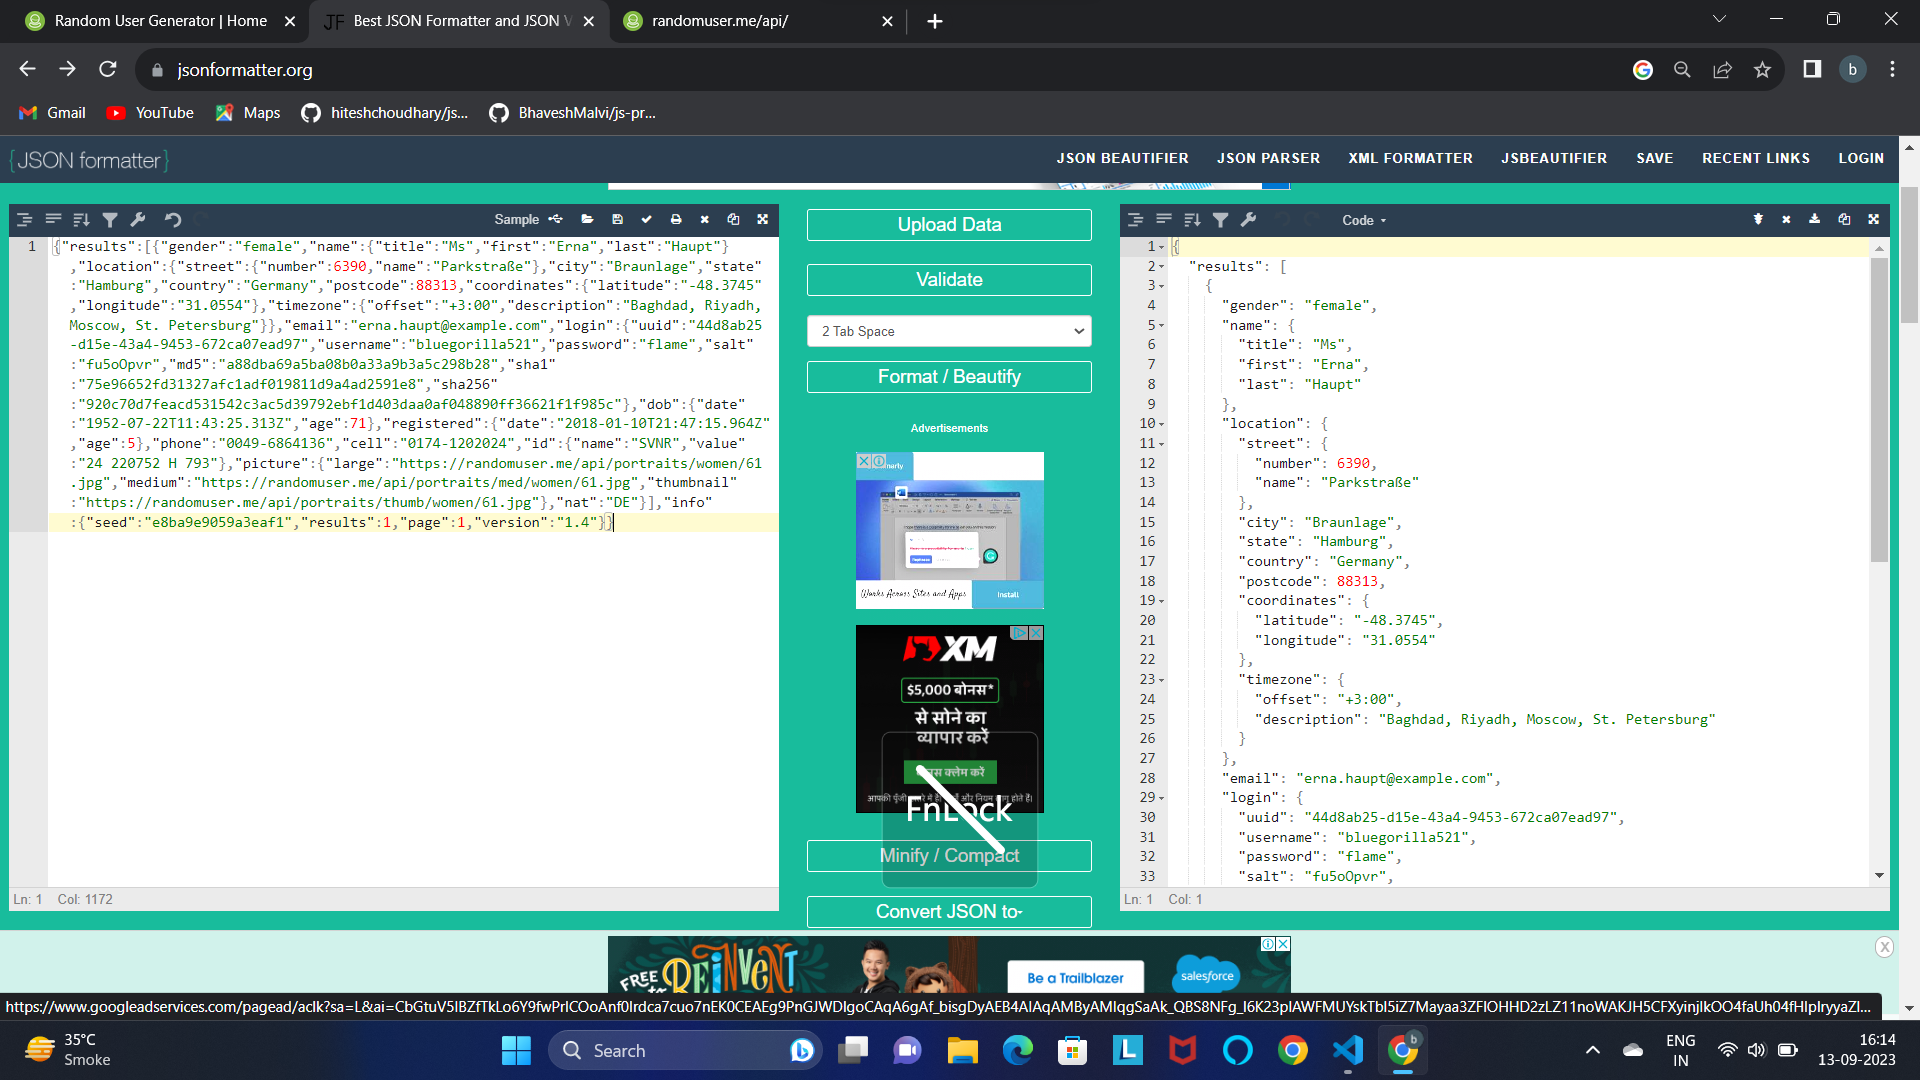 Random User Generator | Home
JF Best JSON Formatter and JSON V
randomuser.me/api/
jsonformatter.org
b
Gmail
YouTube
Maps
hiteshchoudhary/js...
BhaveshMalvi/js-pr...
{JSON formatter}
JSON BEAUTIFIER
JSON PARSER
XML FORMATTER
JSBEAUTIFIER
SAVE
RECENT LINKS
LOGIN
Sample
1 {"results":[{"gender":"female","name":{"title":"Ms","first":"Erna","last":"Haupt"}
,"location":{"street":{"number":6390,"name":"Parkstraße"},"city":"Braunlage","state"
:"Hamburg","country":"Germany","postcode":88313,"coordinates":{"latitude":"-48.3745"
,"longitude":"31.0554"},"timezone":{"offset":"+3:00","description":"Baghdad, Riyadh,
Moscow, St. Petersburg"}},"email":"erna.haupt@example.com","login":{"uuid":"44d8ab25
-d15e-43a4-9453-672ca07ead97","username":"bluegorilla521","password":"flame","salt"
:"fu5oOpvr","md5":"a88dba69a5ba08b0a33a9b3a5c298b28","sha1"
:"75e96652fd31327afc1adf019811d9a4ad2591e8","sha256"
:"920c70d7feacd531542c3ac5d39792ebf1d403daa0af048890ff36621f1f985c"},"dob":{"date"
:"1952-07-22T11:43:25.313Z","age":71},"registered":{"date":"2018-01-10T21:47:15.964Z"
,"age":5},"phone":"0049-6864136","cell":"0174-1202024","id":{"name":"SVNR","value"
:"24 220752 H 793"},"picture":{"large":"https://randomuser.me/api/portraits/women/61
.jpg","medium":"https://randomuser.me/api/portraits/med/women/61.jpg","thumbnail"
:"https://randomuser.me/api/portraits/thumb/women/61.jpg"},"nat":"DE"}],"info"
:{"seed":"e8ba9e9059a3eaf1","results":1,"page":1,"version":"1.4"}}
Ln: 1 Col: 1172
Upload Data
Validate
2 Tab Space
Format / Beautify
Advertisements
Works Across Sites and Apps
Install
XM
$5,000 बोनस*
से सोने का
व्यापार करें
FnLock
Minify / Compact
Convert JSON to
Code
1 {
2 "results": [
3 {
4 "gender": "female",
5 "name": {
6 "title": "Ms",
7 "first": "Erna",
8 "last": "Haupt"
9 },
10 "location": {
11 "street": {
12 "number": 6390,
13 "name": "Parkstraße"
14 },
15 "city": "Braunlage",
16 "state": "Hamburg",
17 "country": "Germany",
18 "postcode": 88313,
19 "coordinates": {
20 "latitude": "-48.3745",
21 "longitude": "31.0554"
22 },
23 "timezone": {
24 "offset": "+3:00",
25 "description": "Baghdad, Riyadh, Moscow, St. Petersburg"
26 }
27 },
28 "email": "erna.haupt@example.com",
29 "login": {
30 "uuid": "44d8ab25-d15e-43a4-9453-672ca07ead97",
31 "username": "bluegorilla521",
32 "password": "flame",
33 "salt": "fu5oOpvr",
Ln: 1 Col: 1
FREE
REINVENT
Be a Trailblazer
salesforce
X
https://www.googleadservices.com/pagead/aclk?sa=L&ai=
35°C
Smoke
Search
ENG
IN
16:14
13-09-2023